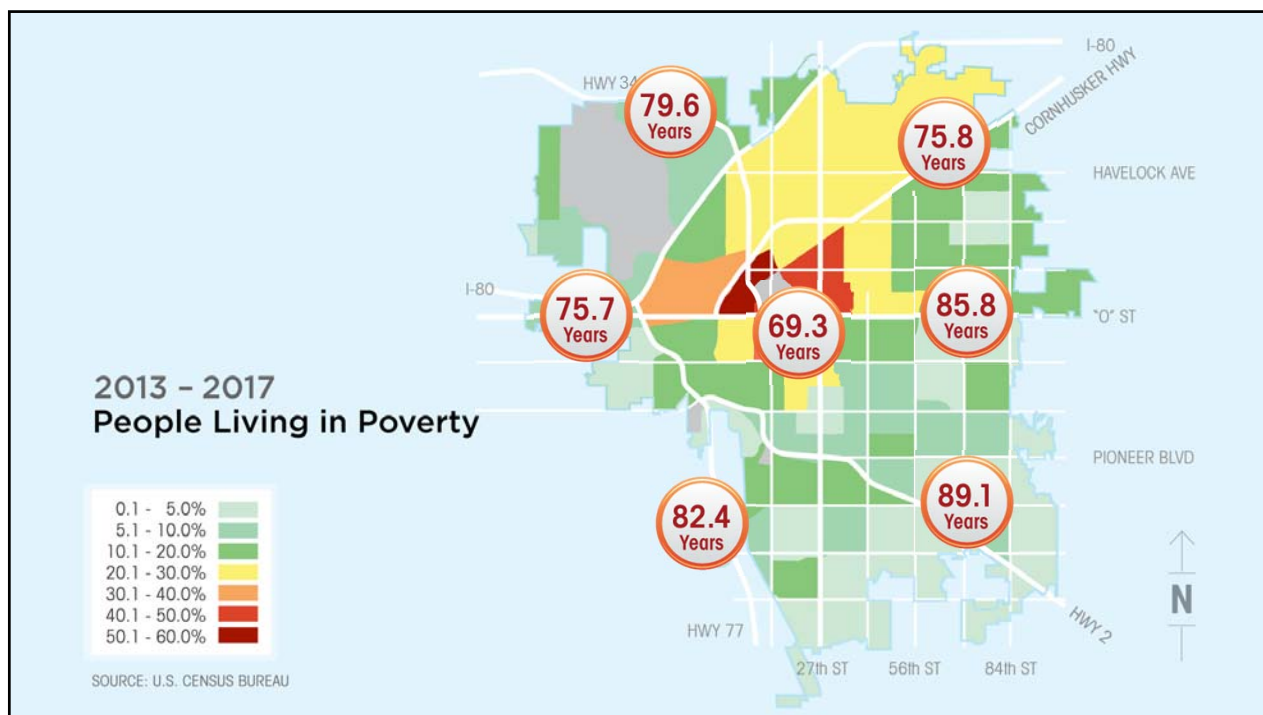 I-80
HWY 34
CORNHUSKER HWY
79.6
Years
75.8
Years
HAVELOCK AVE
I-80
75.7
Years
69.3
Years
85.8
Years
"O" ST
2013 – 2017
People Living in Poverty
PIONEER BLVD
0.1 - 5.0%
5.1 - 10.0%
10.1 - 20.0%
20.1 - 30.0%
30.1 - 40.0%
40.1 - 50.0%
50.1 - 60.0%
82.4
Years
89.1
Years
N
HWY 77
HWY 2
27th ST
56th ST
84th ST
SOURCE: U.S. CENSUS BUREAU